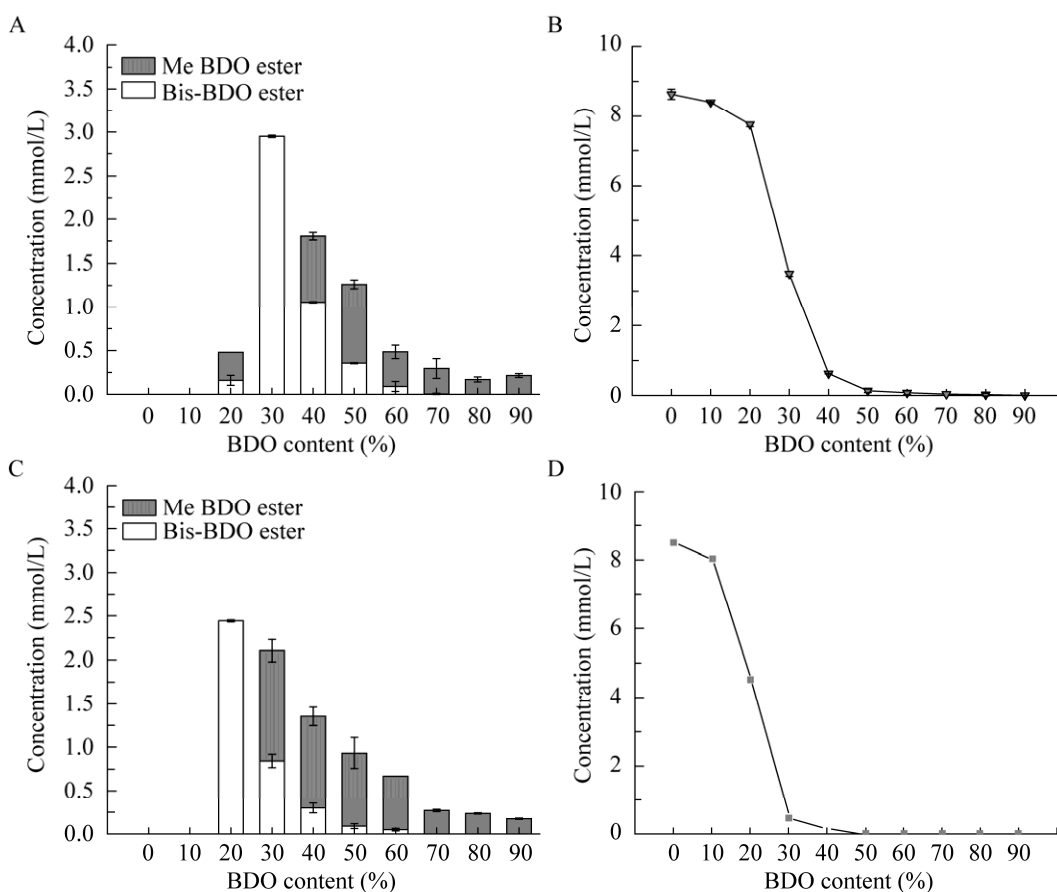 A
Concentration (mmol/L)
4.0
3.5
3.0
2.5
2.0
1.5
1.0
0.5
0.0
Me BDO ester
Bis-BDO ester
0 10 20 30 40 50 60 70 80 90
BDO content (%)
B
Concentration (mmol/L)
10
8
6
4
2
0
0 10 20 30 40 50 60 70 80 90
BDO content (%)
C
Concentration (mmol/L)
4.0
3.5
3.0
2.5
2.0
1.5
1.0
0.5
0.0
Me BDO ester
Bis-BDO ester
0 10 20 30 40 50 60 70 80 90
BDO content (%)
D
Concentration (mmol/L)
10
8
6
4
2
0
0 10 20 30 40 50 60 70 80 90
BDO content (%)